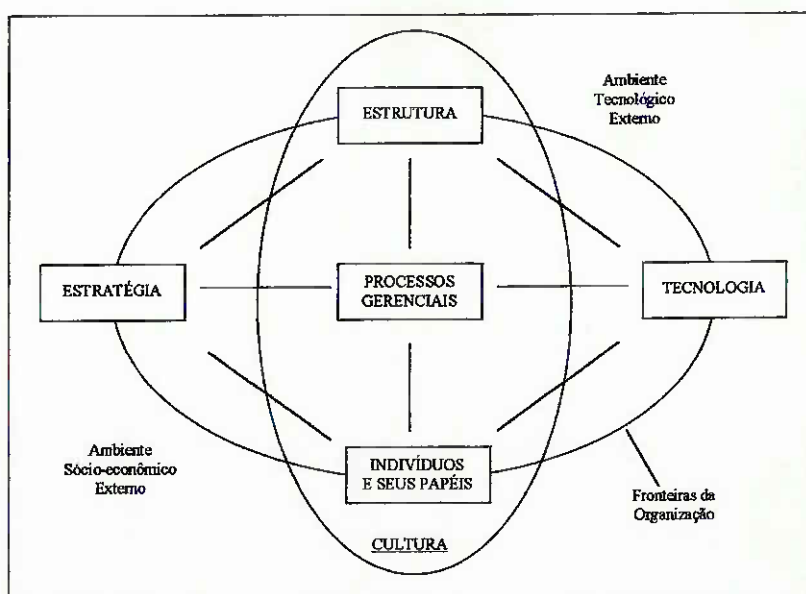 Ambiente
Tecnológico
Externo
ESTRUTURA
ESTRATÉGIA
PROCESSOS
GERENCIAIS
TECNOLOGIA
Ambiente
Sócio-econômico
Externo
INDIVÍDUOS
E SEUS PAPÉIS
Fronteiras da
Organização
CULTURA